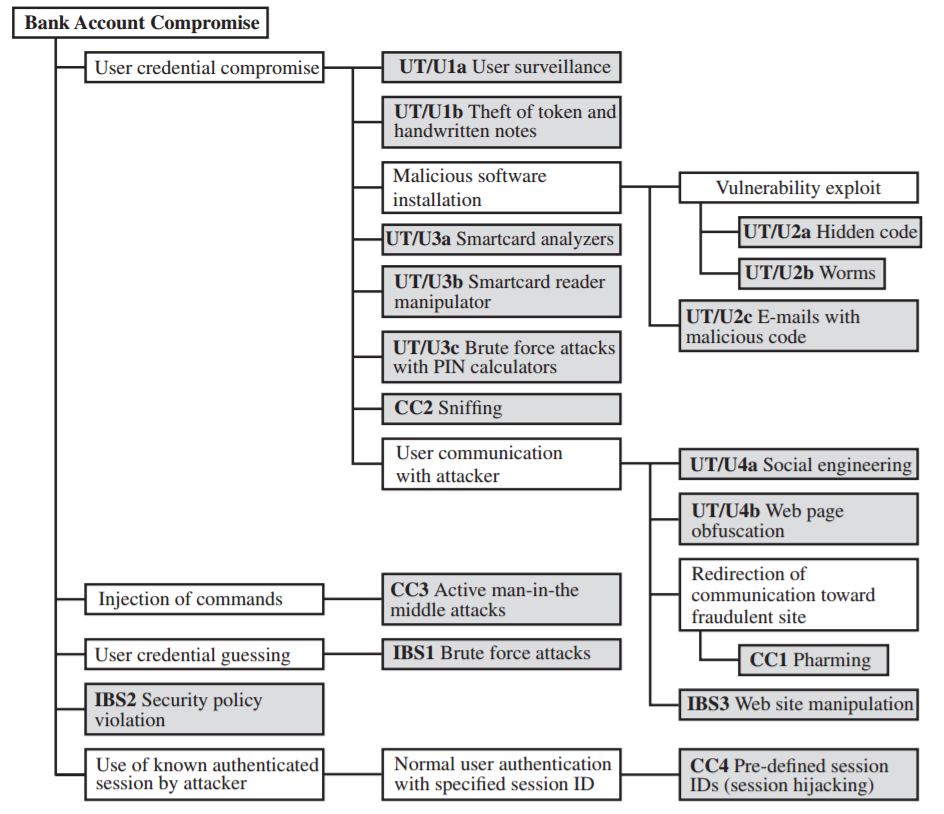 Bank Account Compromise
User credential compromise
UT/U1a User surveillance
UT/U1b Theft of token and
handwritten notes
Malicious software
installation
Vulnerability exploit
UT/U2a Hidden code
UT/U2b Worms
UT/U2c E-mails with
malicious code
UT/U3a Smartcard analyzers
UT/U3b Smartcard reader
manipulator
UT/U3c Brute force attacks
with PIN calculators
CC2 Sniffing
User communication
with attacker
UT/U4a Social engineering
UT/U4b Web page
obfuscation
Redirection of
communication toward
fraudulent site
CC1 Pharming
IBS3 Web site manipulation
Injection of commands
CC3 Active man-in-the
middle attacks
User credential guessing
IBS1 Brute force attacks
IBS2 Security policy
violation
Use of known authenticated
session by attacker
Normal user authentication
with specified session ID
CC4 Pre-defined session
IDs (session hijacking)